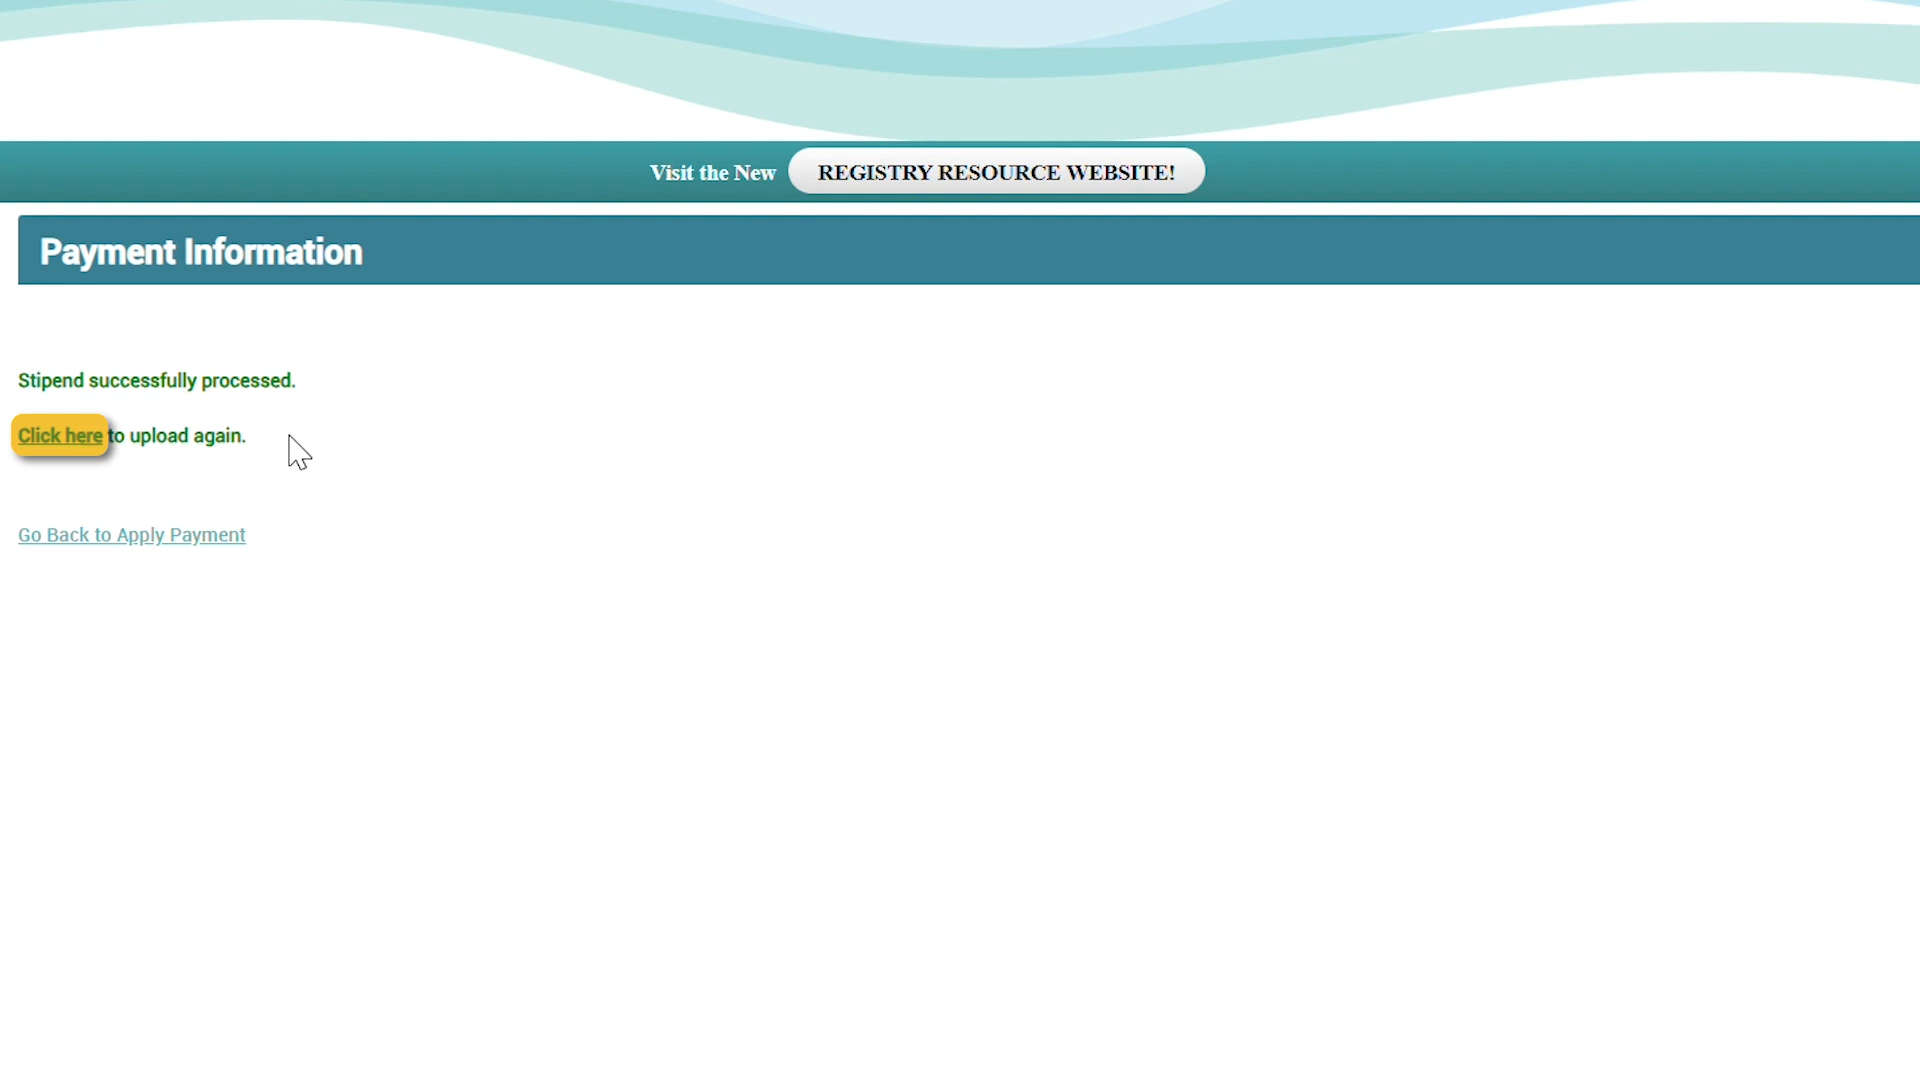 Visit the New REGISTRY RESOURCE WEBSITE!
Payment Information
Stipend successfully processed.
Click here to upload again.
Go Back to Apply Payment